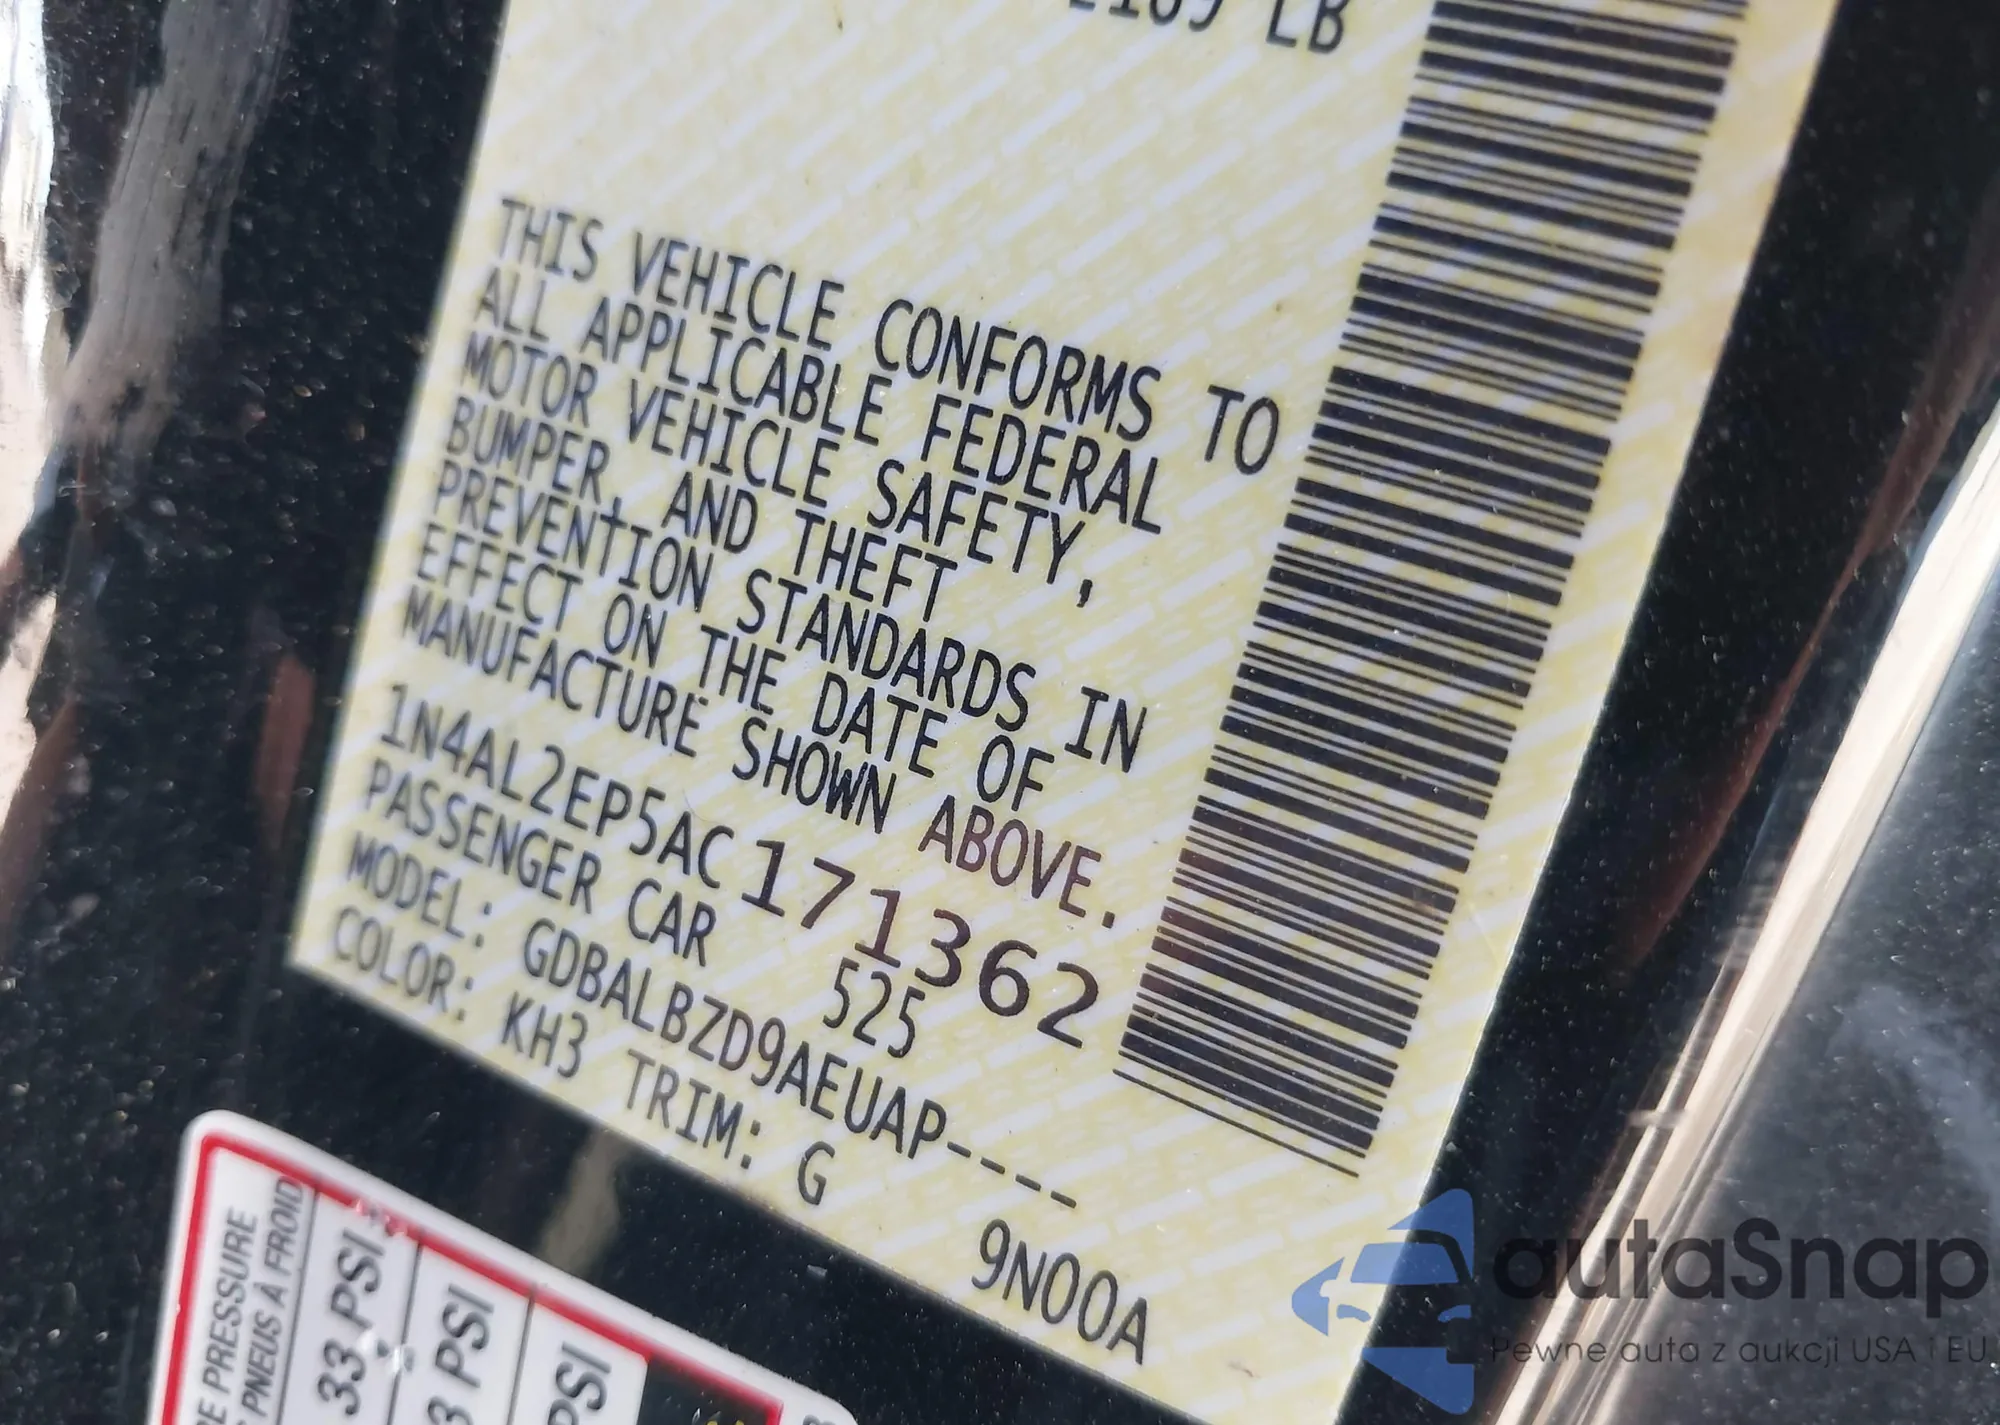 LB
THIS VEHICLE CONFORMS TO
ALL APPLICABLE FEDERAL
MOTOR VEHICLE SAFETY,
BUMPER, AND THEFT
PREVENTION STANDARDS IN
EFFECT ON THE DATE OF
MANUFACTURE SHOWN ABOVE.
1N4AL2EP5AC171362
PASSENGER CAR 525
MODEL: GDBALBZD9AEUAP----
COLOR: KH3 TRIM: G
9N00A
PRESSURE
PNEUS À FROID
33 PSI
PSI
PSI
autaSnap
Pewne auta z aukcji USA i EU